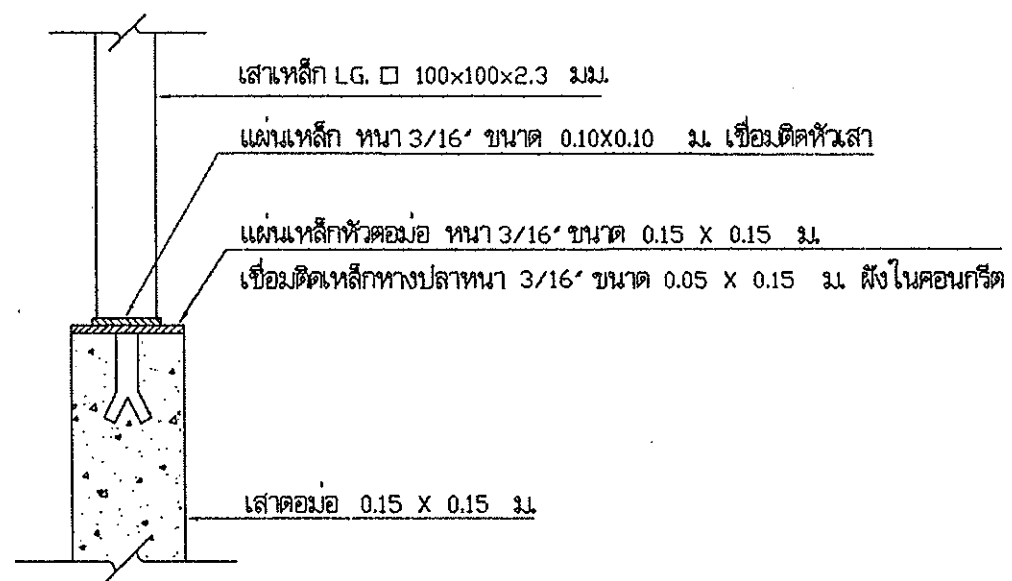 เสาเหล็ก LG. □ 100x100x2.3 มม.
แผ่นเหล็ก หนา 3/16" ขนาด 0.10X0.10 ม. เชื่อมติดหัวเสา
แผ่นเหล็กหัวตอม่อ หนา 3/16" ขนาด 0.15 X 0.15 ม.
เชื่อมติดเหล็กหางปลาหนา 3/16" ขนาด 0.05 X 0.15 ม. ฝังในคอนกรีต
เสาตอม่อ 0.15 X 0.15 ม.